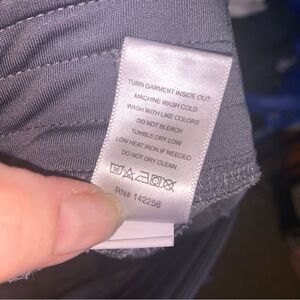 TURN GARMENT INSIDE OUT
MACHINE WASH COLD
WASH WITH LIKE COLORS
DO NOT BLEACH
TUMBLE DRY LOW
LOW HEAT IRON IF NEEDED
DO NOT DRY CLEAN
RN# 142256